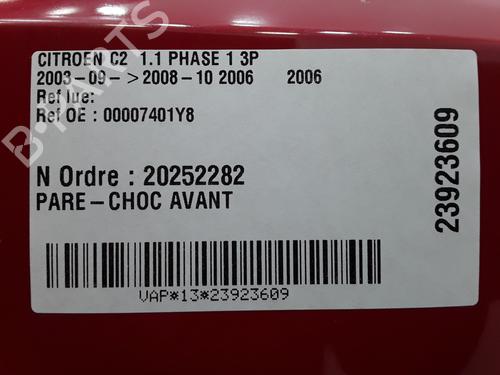 CITROEN C2 1.1 PHASE 1 3P
2003-09- >2008-10 2006 2006
Ref lue:
Ref OE : 00007401Y8
N Ordre : 20252282
PARE-CHOC AVANT
VAP*13*23923609
23923609
B-PARTS